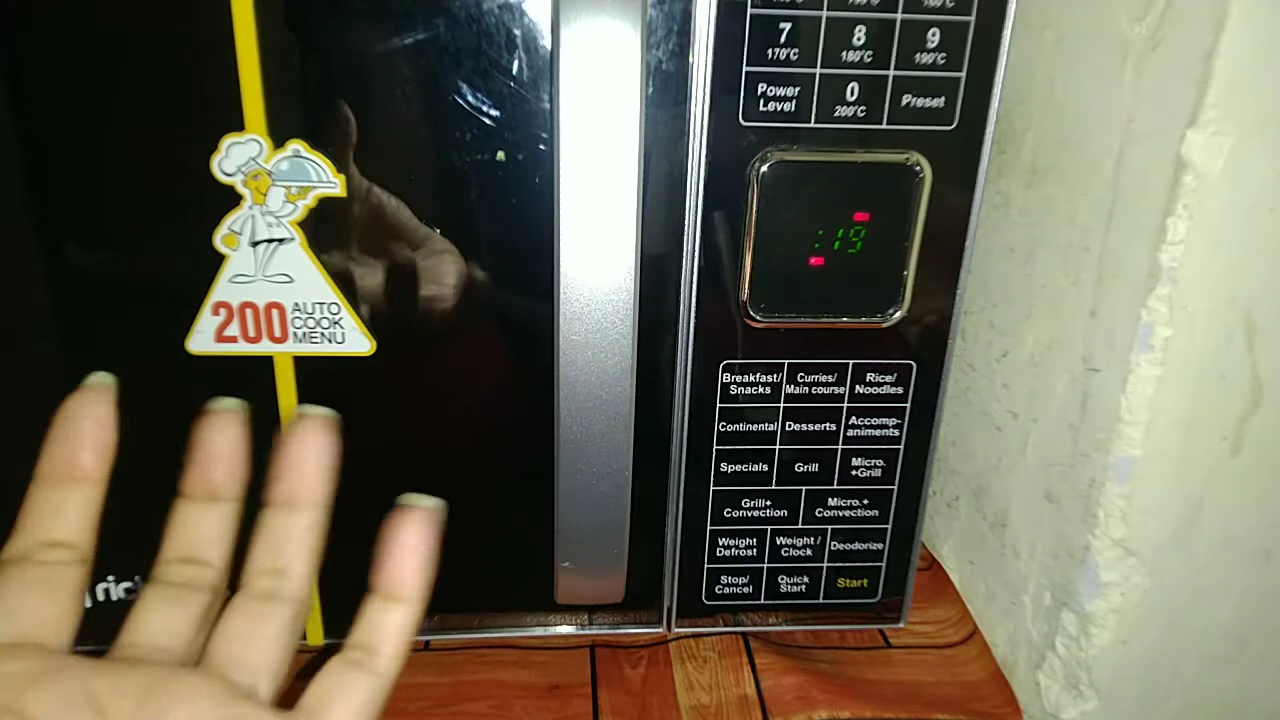 7
170°C
8
180°C
9
190°C
Power
Level
0
200°C
Preset
:19
200 AUTO
COOK
MENU
Breakfast/
Snacks
Curries/
Main course
Rice/
Noodles
Continental
Desserts
Accomp-
animents
Specials
Grill
Micro.
+Grill
Grill+
Convection
Micro.+
Convection
Weight
Defrost
Weight /
Clock
Deodorize
Stop/
Cancel
Quick
Start
Start